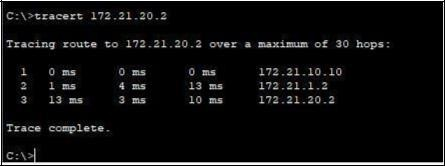 C:\>tracert 172.21.20.2
Tracing route to 172.21.20.2 over a maximum of 30 hops:
1 0 ms 0 ms 0 ms 172.21.10.10
2 1 ms 4 ms 13 ms 172.21.1.2
3 13 ms 3 ms 10 ms 172.21.20.2
Trace complete.
C:\>